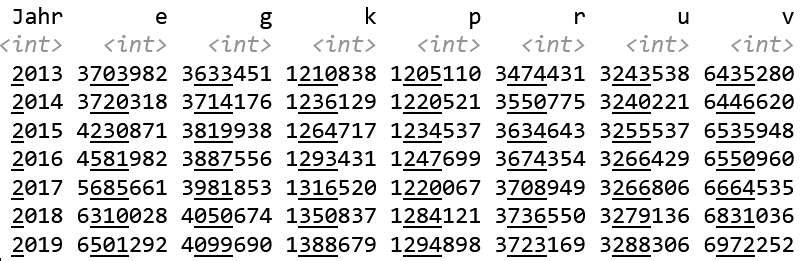 Jahr e g k p r u v
<int> <int> <int> <int> <int> <int> <int> <int>
2013 3703982 3633451 1210838 1205110 3474431 3243538 6435280
2014 3720318 3714176 1236129 1220521 3550775 3240221 6446620
2015 4230871 3819938 1264717 1234537 3634643 3255537 6535948
2016 4581982 3887556 1293431 1247699 3674354 3266429 6550960
2017 5685661 3981853 1316520 1220067 3708949 3266806 6664535
2018 6310028 4050674 1350837 1284121 3736550 3279136 6831036
2019 6501292 4099690 1388679 1294898 3723169 3288306 6972252